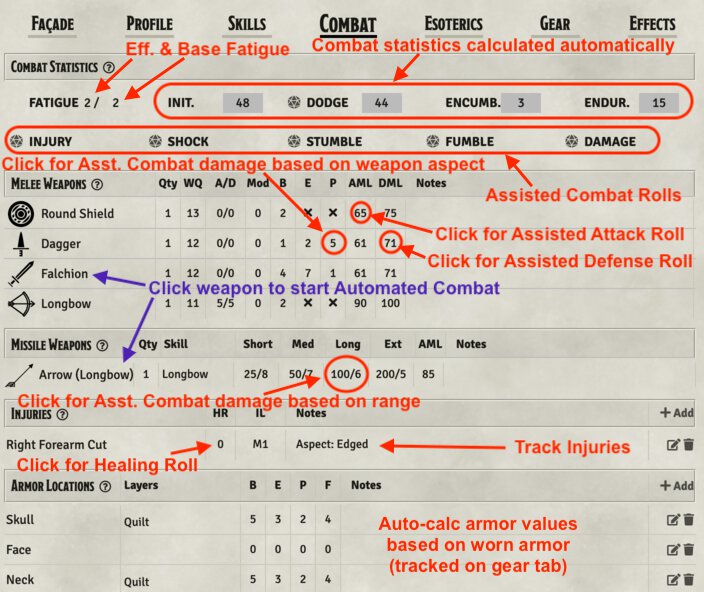 FAÇADE PROFILE SKILLS COMBAT ESOTERICS GEAR EFFECTS
Eff. & Base Fatigue
Combat statistics calculated automatically
COMBAT STATISTICS ?
FATIGUE 2 / 2 INIT. 48 DODGE 44 ENCUMB. 3 ENDUR. 15
INJURY SHOCK STUMBLE FUMBLE DAMAGE
Click for Asst. Combat damage based on weapon aspect
Assisted Combat Rolls
MELEE WEAPONS ? Qty WQ A/D Mod B E P AML DML Notes
Round Shield 1 13 0/0 0 2 × × 65 75
Click for Assisted Attack Roll
Dagger 1 12 0/0 0 1 2 5 61 71
Click for Assisted Defense Roll
Falchion 1 12 0/0 0 4 7 1 61 71
Click weapon to start Automated Combat
Longbow 1 11 5/5 0 2 × × 90 100
MISSILE WEAPONS ? Qty Skill Short Med Long Ext AML Notes
Arrow (Longbow) 1 Longbow 25/8 50/7 100/6 200/5 85
Click for Asst. Combat damage based on range
INJURIES ? HR IL Notes + Add
Right Forearm Cut 0 M1 Aspect: Edged
Track Injuries
Click for Healing Roll
ARMOR LOCATIONS ? Layers B E P F Notes + Add
Skull Quilt 5 3 2 4
Face 0 0 0 0
Neck Quilt 5 3 2 4
Auto-calc armor values
based on worn armor
(tracked on gear tab)